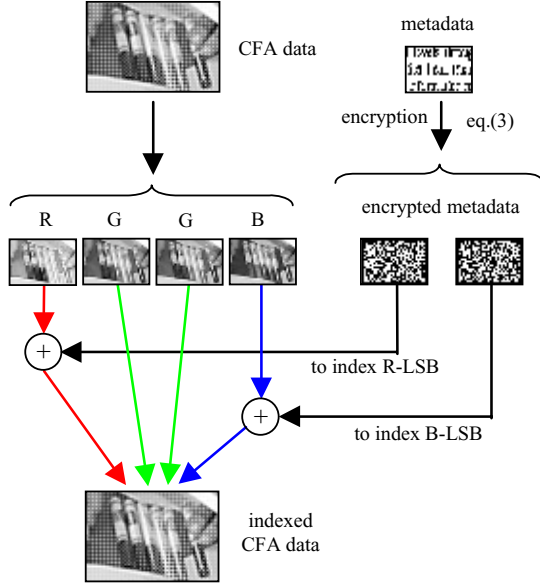 CFA data
metadata
encryption
eq.(3)
R
G
G
B
encrypted metadata
+
to index R-LSB
+
to index B-LSB
indexed
CFA data